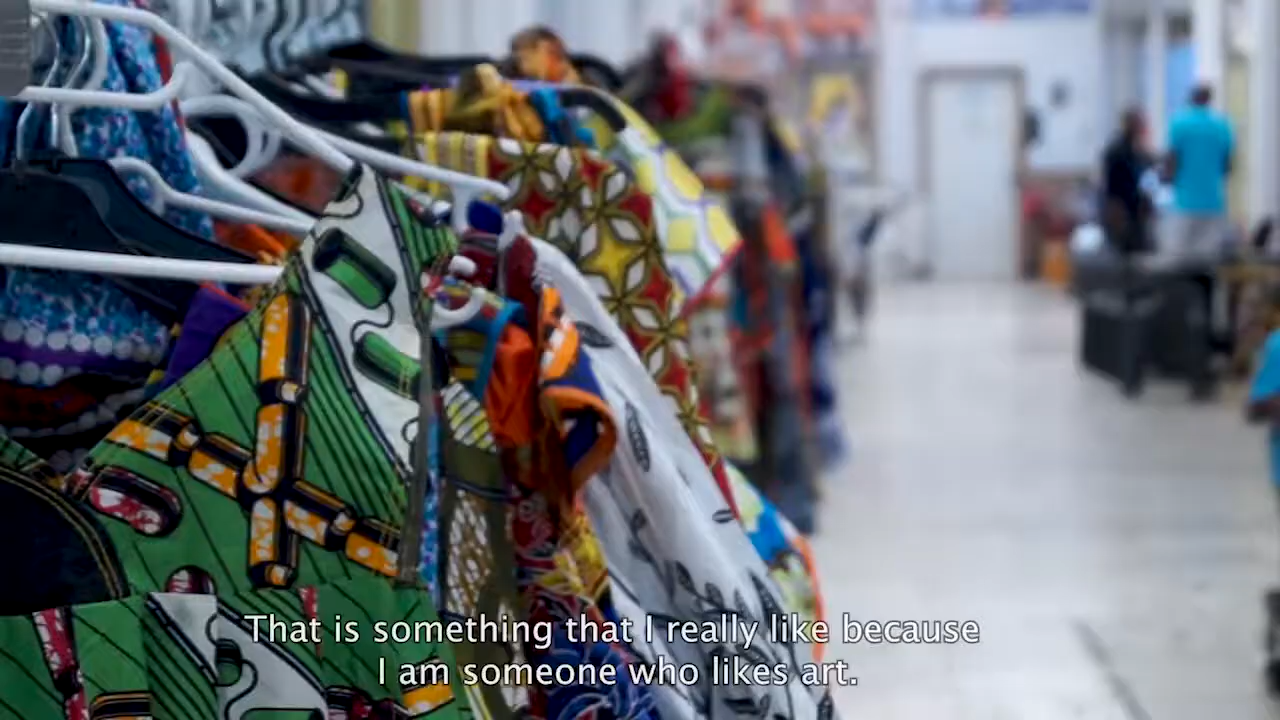 That is something that I really like because
I am someone who likes art.